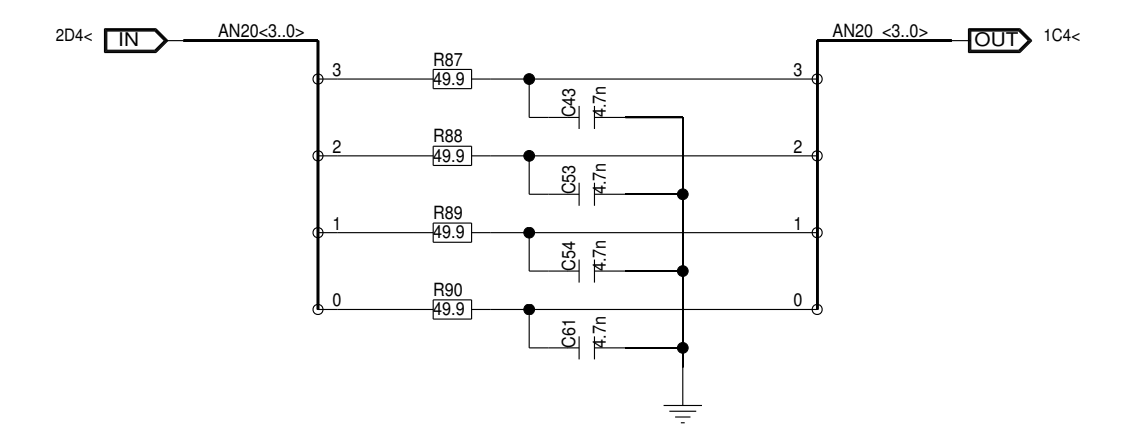 2D4< IN AN20<3..0> AN20 <3..0> OUT 1C4<
3 R87 3
49.9
C43 4.7n
2 R88 2
49.9
C53 4.7n
1 R89 1
49.9
C54 4.7n
0 R90 0
49.9
C61 4.7n